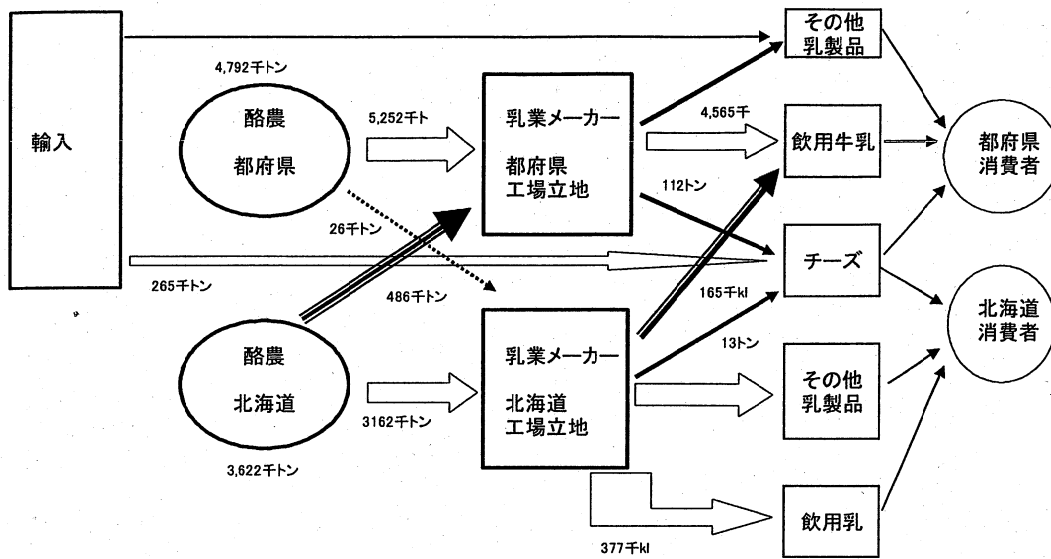 その他
乳製品
4,792千トン
酪農
都府県
5,252千ト
乳業メーカー
都府県
工場立地
4,565千
飲用牛乳
都府県
消費者
輸入
26千トン
112トン
チーズ
265千トン
486千トン
165千kl
北海道
消費者
酪農
北海道
3162千トン
乳業メーカー
北海道
工場立地
13トン
その他
乳製品
3,622千トン
377千kl
飲用乳